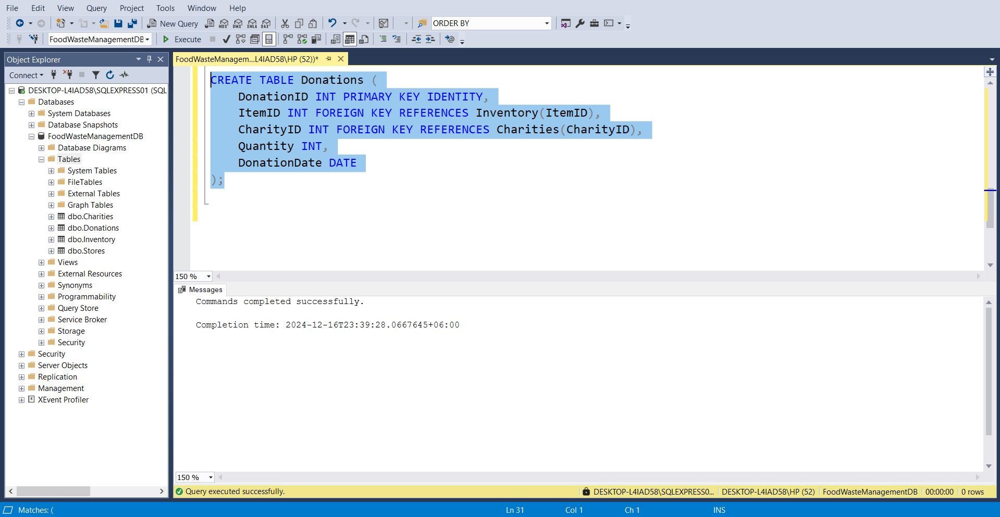 File Edit View Query Project Tools Window Help
New Query MDX DMX XMLA DAX ORDER BY
FoodWasteManagementDB Execute
Object Explorer
Connect
DESKTOP-L4IAD58\SQLEXPRESS01 (SQL
Databases
System Databases
Database Snapshots
FoodWasteManagementDB
Database Diagrams
Tables
System Tables
FileTables
External Tables
Graph Tables
dbo.Charities
dbo.Donations
dbo.Inventory
dbo.Stores
Views
External Resources
Synonyms
Programmability
Query Store
Service Broker
Storage
Security
Security
Server Objects
Replication
Management
XEvent Profiler
FoodWasteManagem...L4IAD58\HP (52))*
CREATE TABLE Donations (
DonationID INT PRIMARY KEY IDENTITY,
ItemID INT FOREIGN KEY REFERENCES Inventory(ItemID),
CharityID INT FOREIGN KEY REFERENCES Charities(CharityID),
Quantity INT,
DonationDate DATE
);
150 %
Messages
Commands completed successfully.
Completion time: 2024-12-16T23:39:28.0667645+06:00
150 %
Query executed successfully. DESKTOP-L4IAD58\SQLEXPRESS0... DESKTOP-L4IAD58\HP (52) FoodWasteManagementDB 00:00:00 0 rows
Matches: ( Ln 31 Col 1 Ch 1 INS